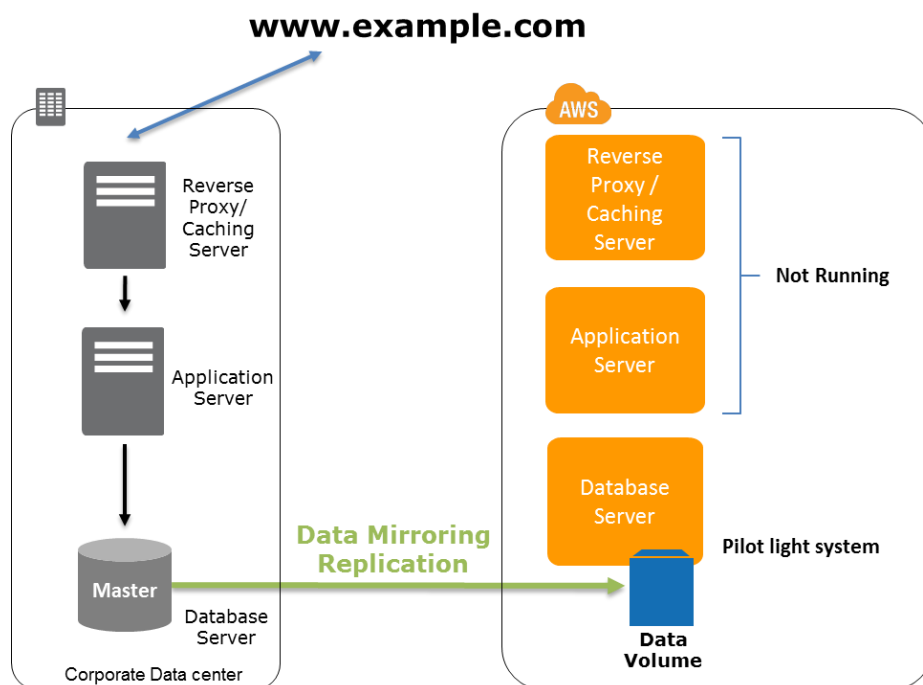 www.example.com
Reverse
Proxy/
Caching
Server
Application
Server
Master
Database
Server
Corporate Data center
Data Mirroring
Replication
AWS
Reverse
Proxy /
Caching
Server
Not Running
Application
Server
Database
Server
Pilot light system
Data
Volume